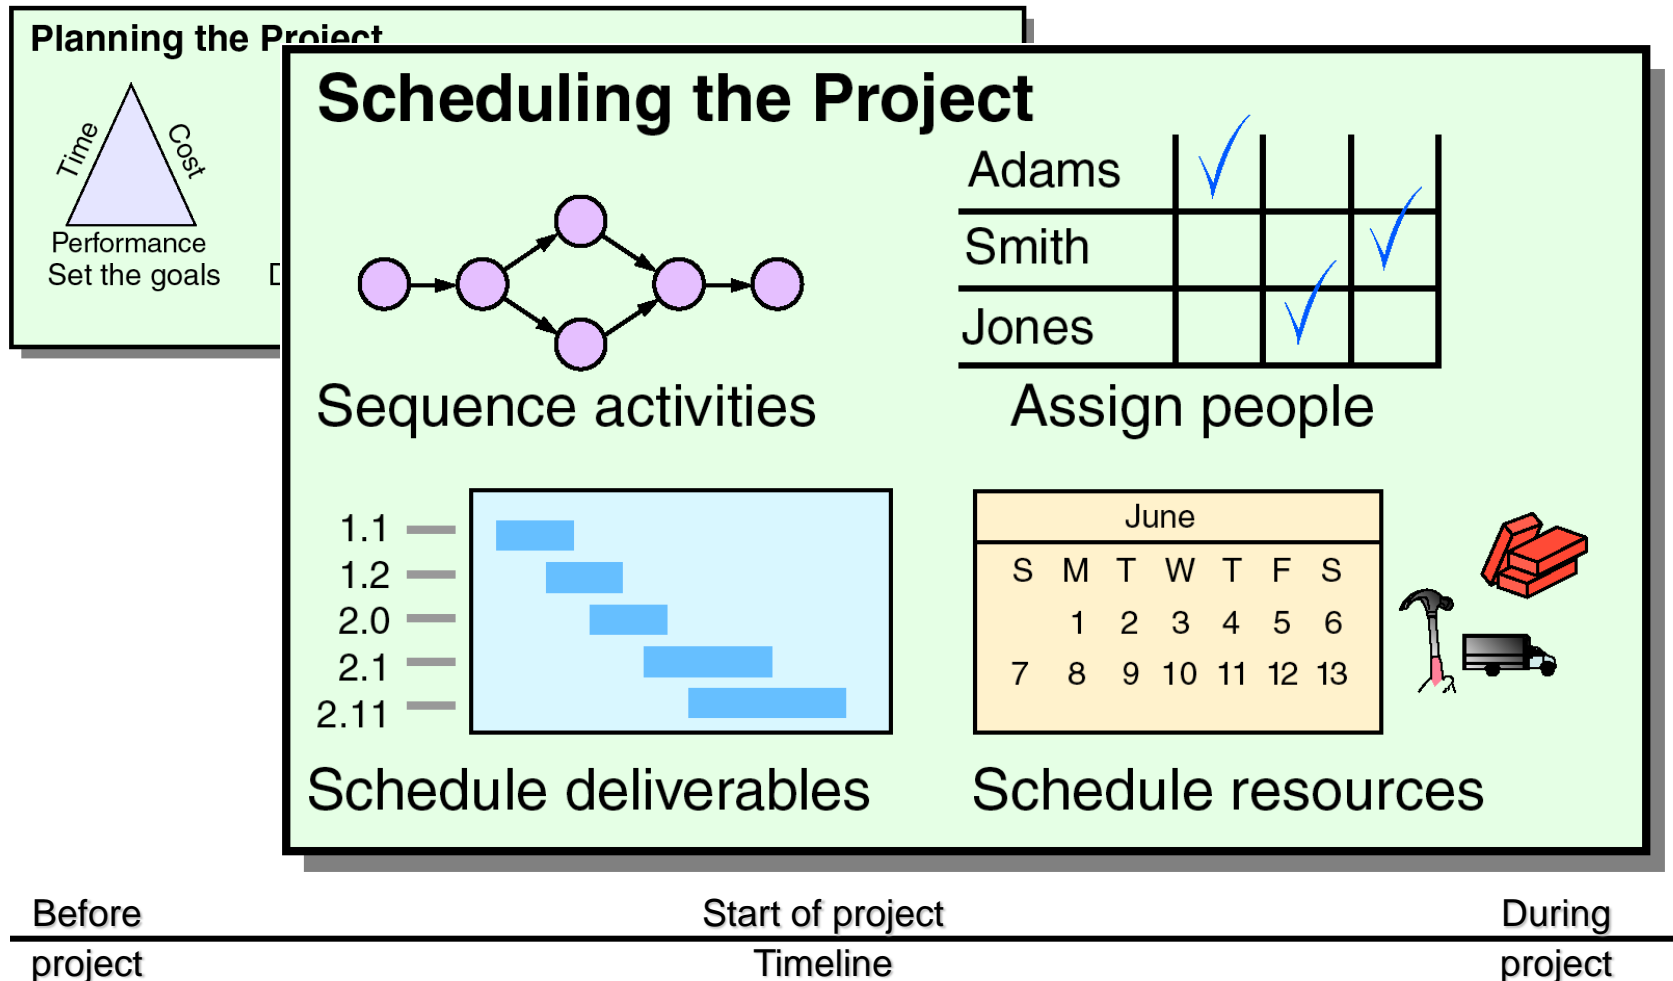 Planning the Project
Time
Cost
Performance
Set the goals
Scheduling the Project
Sequence activities
Adams
Smith
Jones
Assign people
1.1
1.2
2.0
2.1
2.11
Schedule deliverables
June
S M T W T F S
1 2 3 4 5 6
7 8 9 10 11 12 13
Schedule resources
Before Start of project During
project Timeline project